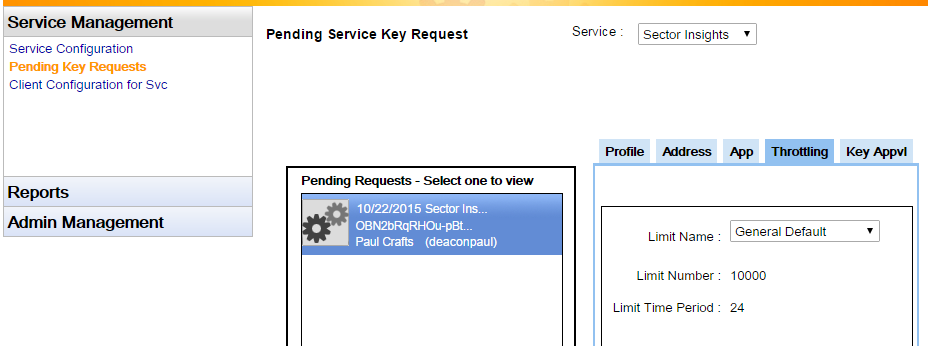 Service Management
Service Configuration
Pending Key Requests
Client Configuration for Svc
Reports
Admin Management
Pending Service Key Request
Service :
Sector Insights
Pending Requests - Select one to view
10/22/2015 Sector Ins...
OBN2bRqRHOu-pBt...
Paul Crafts (deaconpaul)
Profile Address App Throttling Key Appvl
Limit Name : General Default
Limit Number : 10000
Limit Time Period : 24